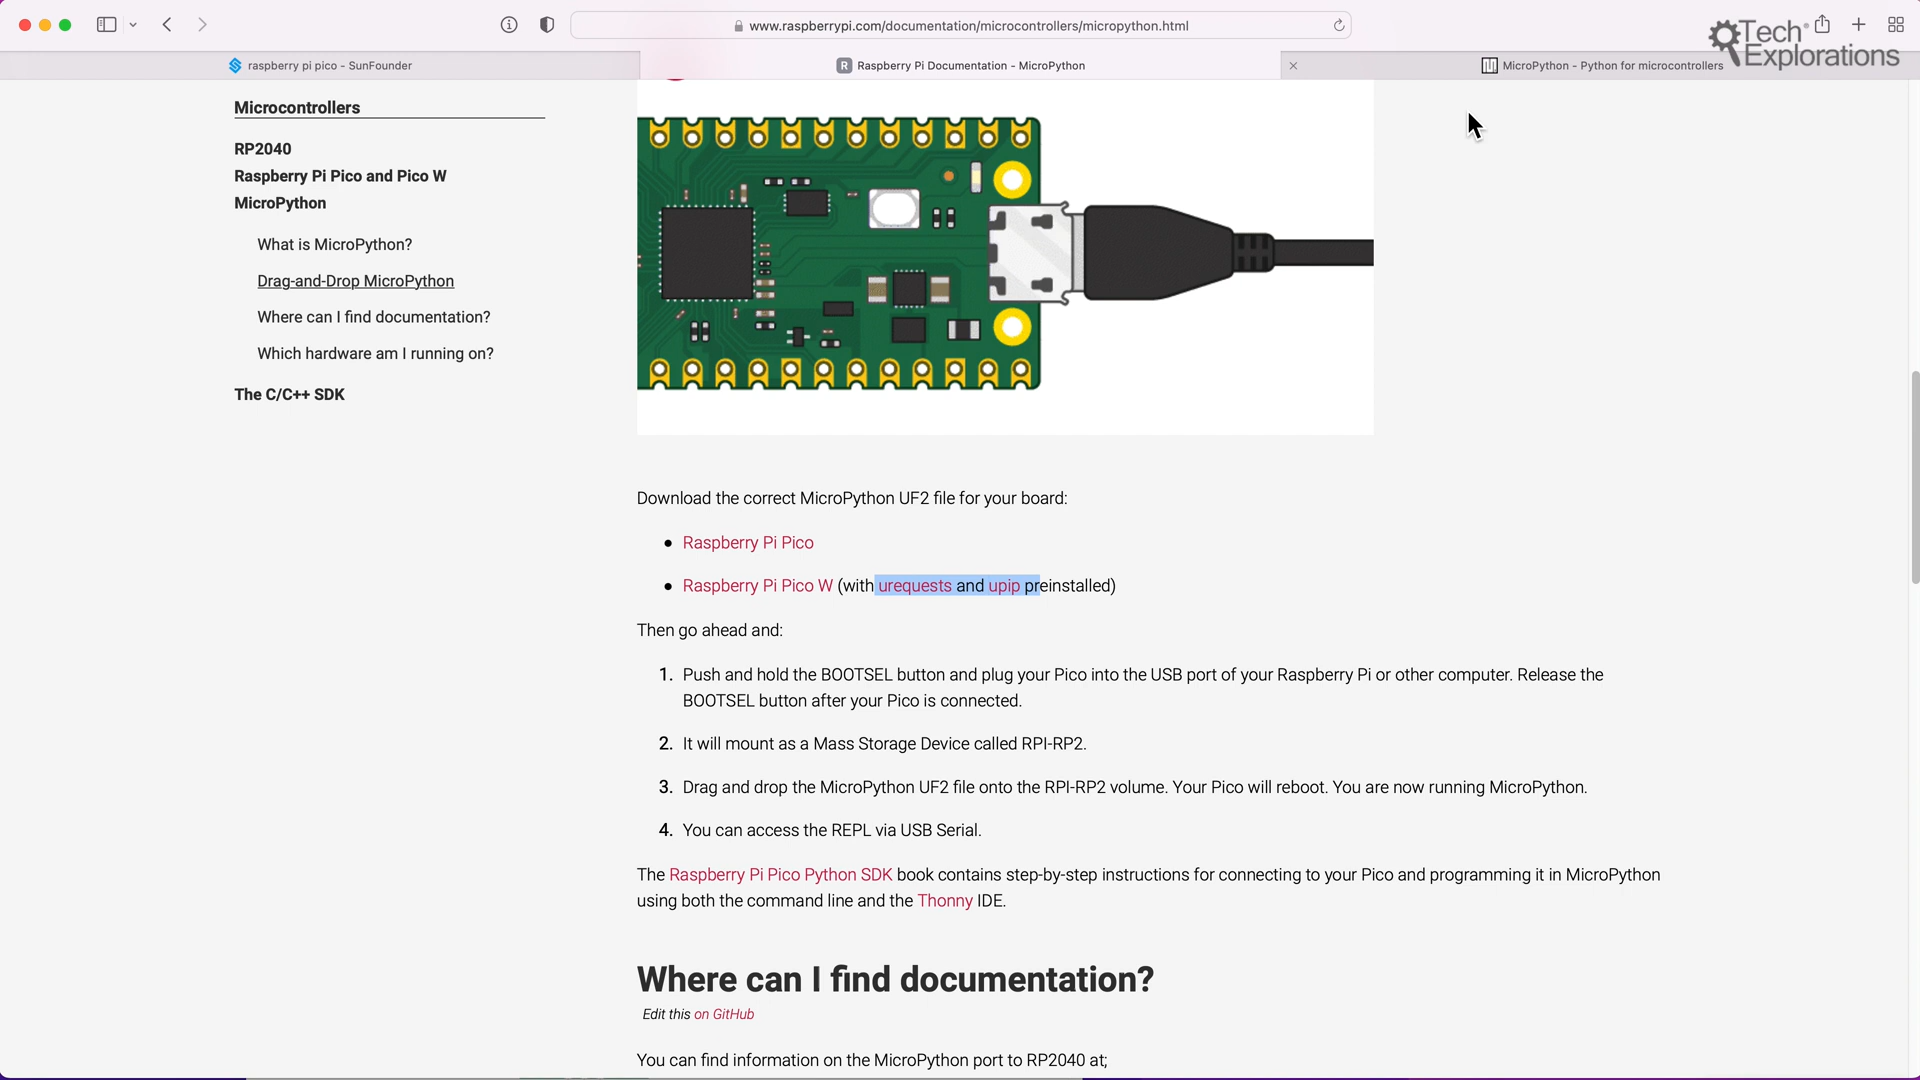 www.raspberrypi.com/documentation/microcontrollers/micropython.html
Tech
Explorations
raspberry pi pico - SunFounder
R Raspberry Pi Documentation - MicroPython
MicroPython - Python for microcontrollers
Microcontrollers
RP2040
Raspberry Pi Pico and Pico W
MicroPython
What is MicroPython?
Drag-and-Drop MicroPython
Where can I find documentation?
Which hardware am I running on?
The C/C++ SDK
Download the correct MicroPython UF2 file for your board:
• Raspberry Pi Pico
• Raspberry Pi Pico W (with urequests and upip preinstalled)
Then go ahead and:
1. Push and hold the BOOTSEL button and plug your Pico into the USB port of your Raspberry Pi or other computer. Release the
BOOTSEL button after your Pico is connected.
2. It will mount as a Mass Storage Device called RPI-RP2.
3. Drag and drop the MicroPython UF2 file onto the RPI-RP2 volume. Your Pico will reboot. You are now running MicroPython.
4. You can access the REPL via USB Serial.
The Raspberry Pi Pico Python SDK book contains step-by-step instructions for connecting to your Pico and programming it in MicroPython
using both the command line and the Thonny IDE.
Where can I find documentation?
Edit this on GitHub
You can find information on the MicroPython port to RP2040 at;